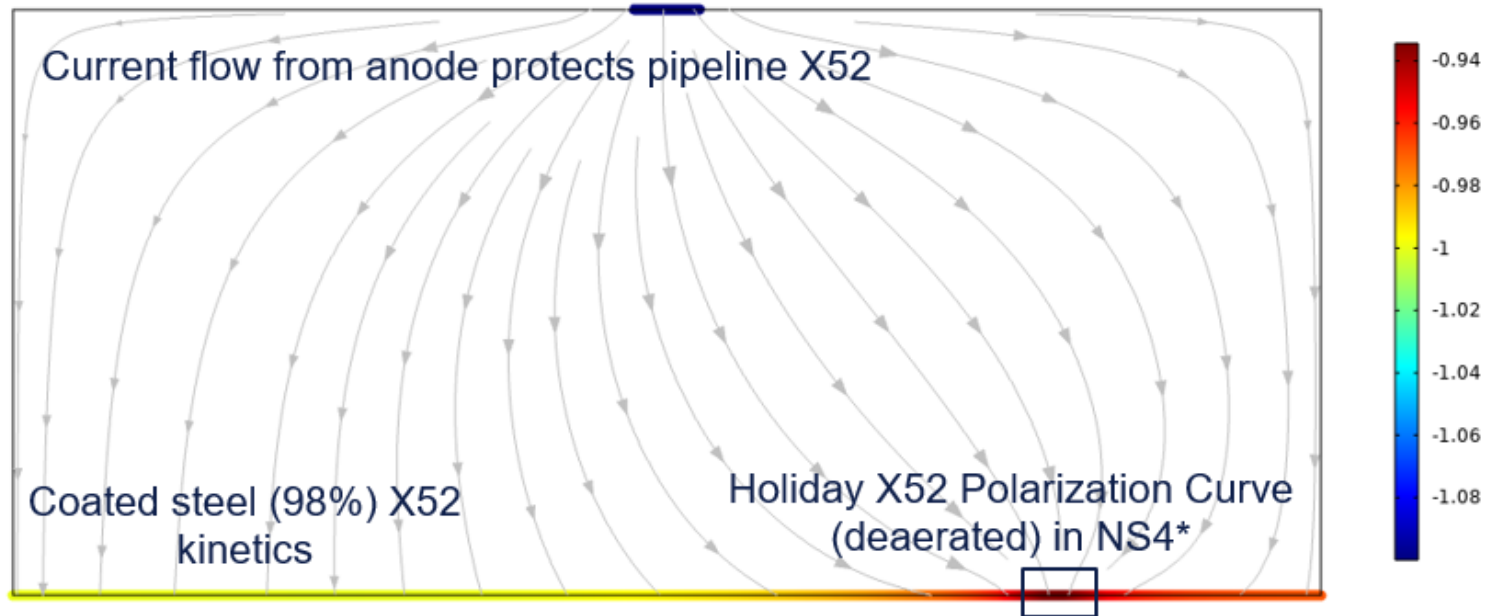 Current flow from anode protects pipeline X52
-0.94
-0.96
-0.98
-1
-1.02
-1.04
-1.06
-1.08
Coated steel (98%) X52
kinetics
Holiday X52 Polarization Curve
(deaerated) in NS4*